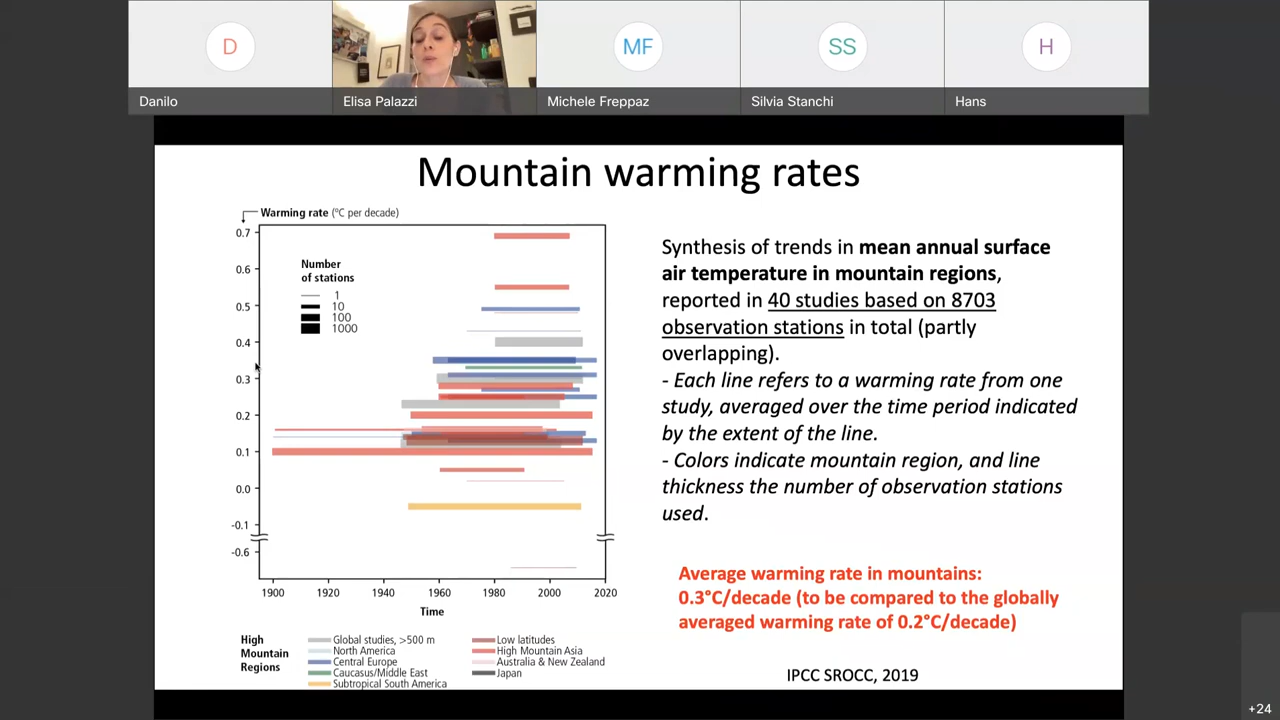 D
MF
SS
H
Danilo
Elisa Palazzi
Michele Freppaz
Silvia Stanchi
Hans
Mountain warming rates
Warming rate (°C per decade)
0.7
0.6
0.5
0.4
0.3
0.2
0.1
0.0
-0.1
-0.6
Number
of stations
1
10
100
1000
1900
1920
1940
1960
1980
2000
2020
Time
High
Mountain
Regions
Global studies, >500 m
North America
Central Europe
Caucasus/Middle East
Subtropical South America
Low latitudes
High Mountain Asia
Australia & New Zealand
Japan
Synthesis of trends in mean annual surface
air temperature in mountain regions,
reported in 40 studies based on 8703
observation stations in total (partly
overlapping).
- Each line refers to a warming rate from one
study, averaged over the time period indicated
by the extent of the line.
- Colors indicate mountain region, and line
thickness the number of observation stations
used.
Average warming rate in mountains:
0.3°C/decade (to be compared to the globally
averaged warming rate of 0.2°C/decade)
IPCC SROCC, 2019
+24